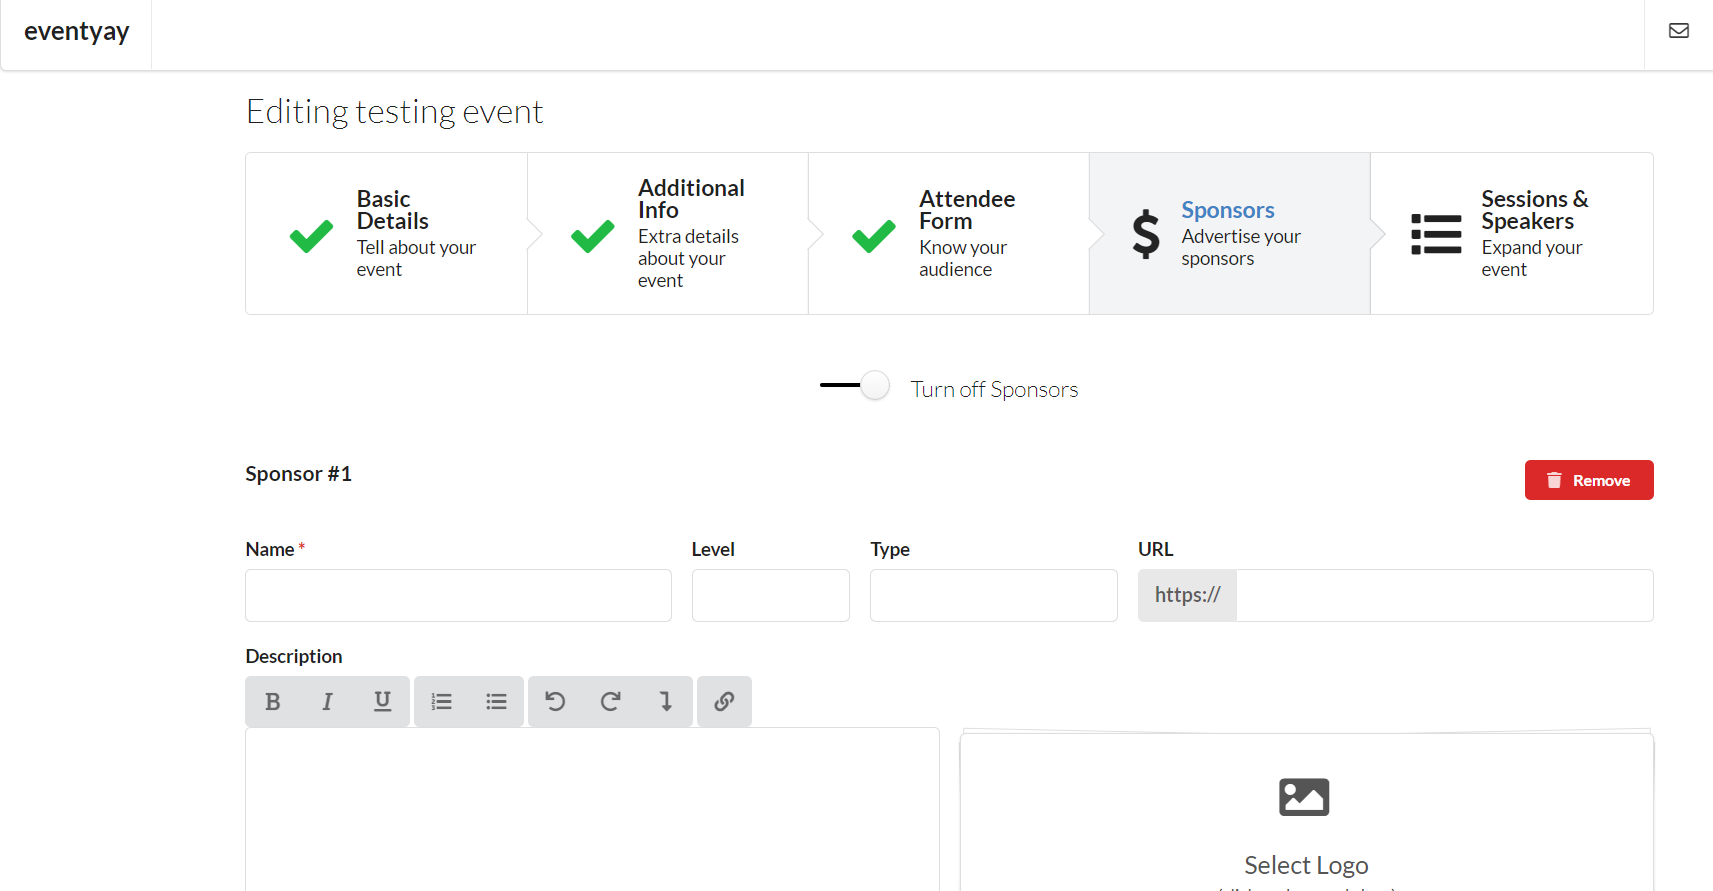 eventyay
Editing testing event
Basic
Details
Tell about your
event
Additional
Info
Extra details
about your
event
Attendee
Form
Know your
audience
$
Sponsors
Advertise your
sponsors
Sessions &
Speakers
Expand your
event
Turn off Sponsors
Sponsor #1
Remove
Name *
Level
Type
URL
https://
Description
B I U
Select Logo